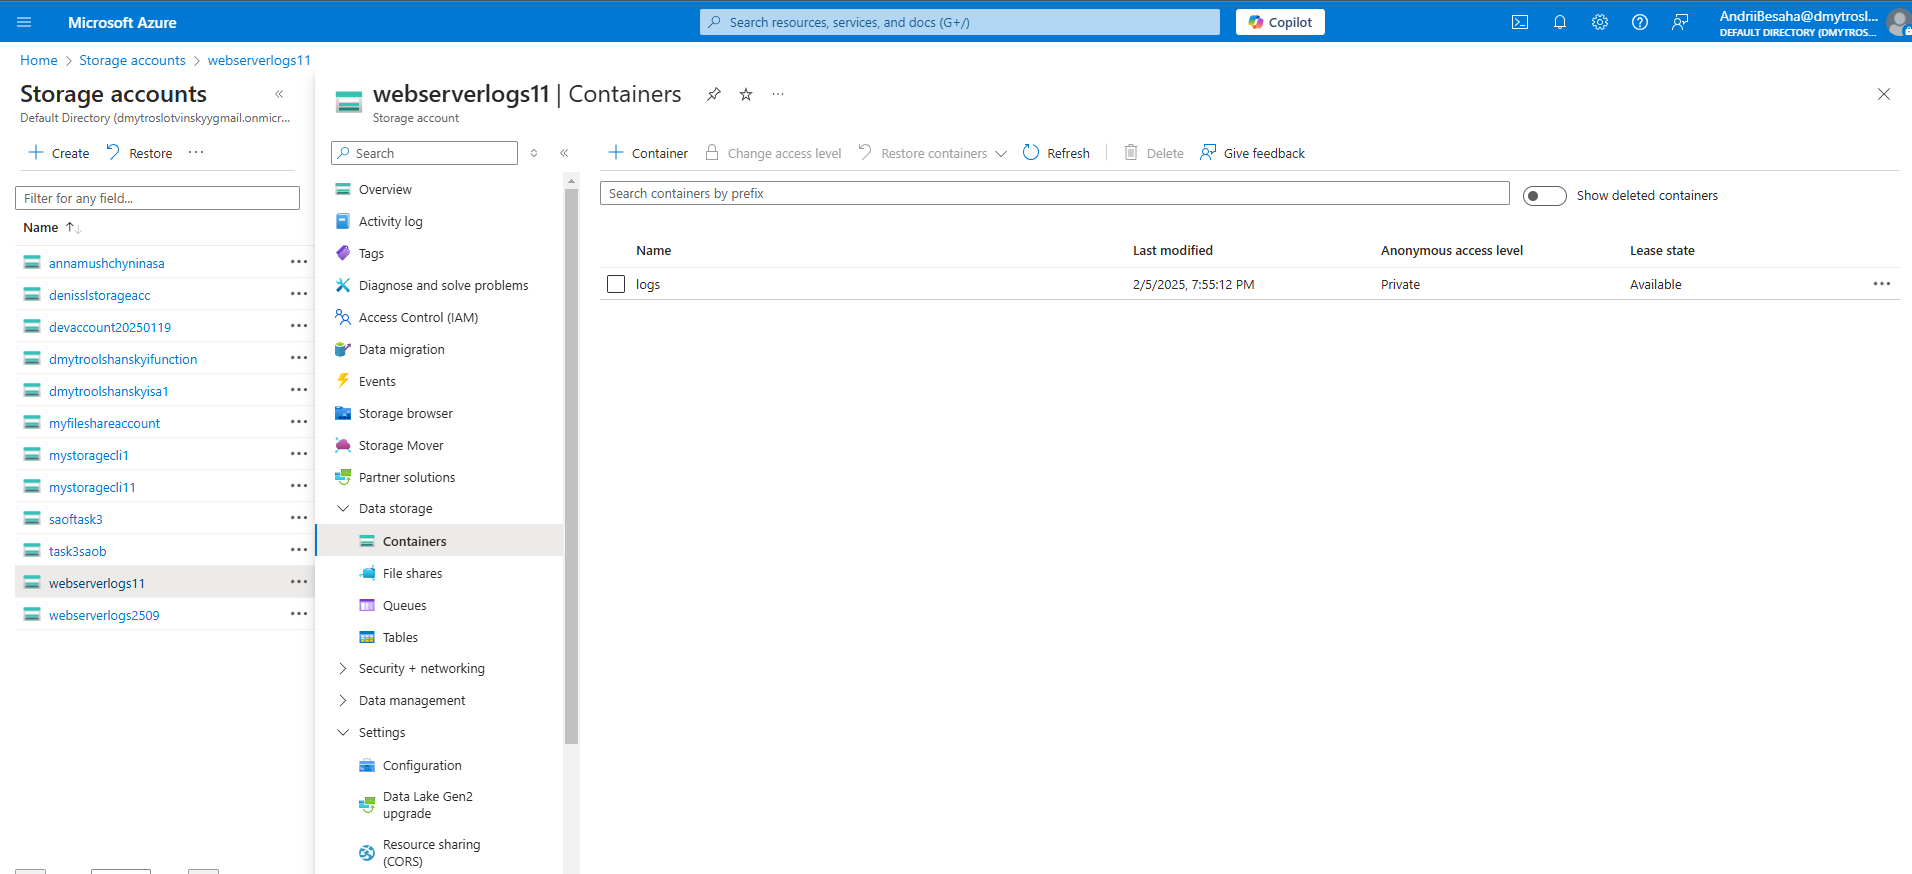 Microsoft Azure
Search resources, services, and docs (G+/)
Copilot
AndriiBesaha@dmytrosl...
DEFAULT DIRECTORY (DMYTROS...
Home > Storage accounts > webserverlogs11
Storage accounts
Default Directory (dmytroslotvinskyygmail.onmicr...
+ Create
Restore
...
Filter for any field...
Name
annamushchyninasa
denisslstorageacc
devaccount20250119
dmytroolshanskyifunction
dmytroolshanskyisa1
myfileshareaccount
mystoragecli1
mystoragecli11
saoftask3
task3saob
webserverlogs11
webserverlogs2509
webserverlogs11 | Containers
Storage account
Search
Overview
Activity log
Tags
Diagnose and solve problems
Access Control (IAM)
Data migration
Events
Storage browser
Storage Mover
Partner solutions
Data storage
Containers
File shares
Queues
Tables
Security + networking
Data management
Settings
Configuration
Data Lake Gen2
upgrade
Resource sharing
(CORS)
+ Container
Change access level
Restore containers
Refresh
Delete
Give feedback
Search containers by prefix
Show deleted containers
Name Last modified Anonymous access level Lease state
logs 2/5/2025, 7:55:12 PM Private Available